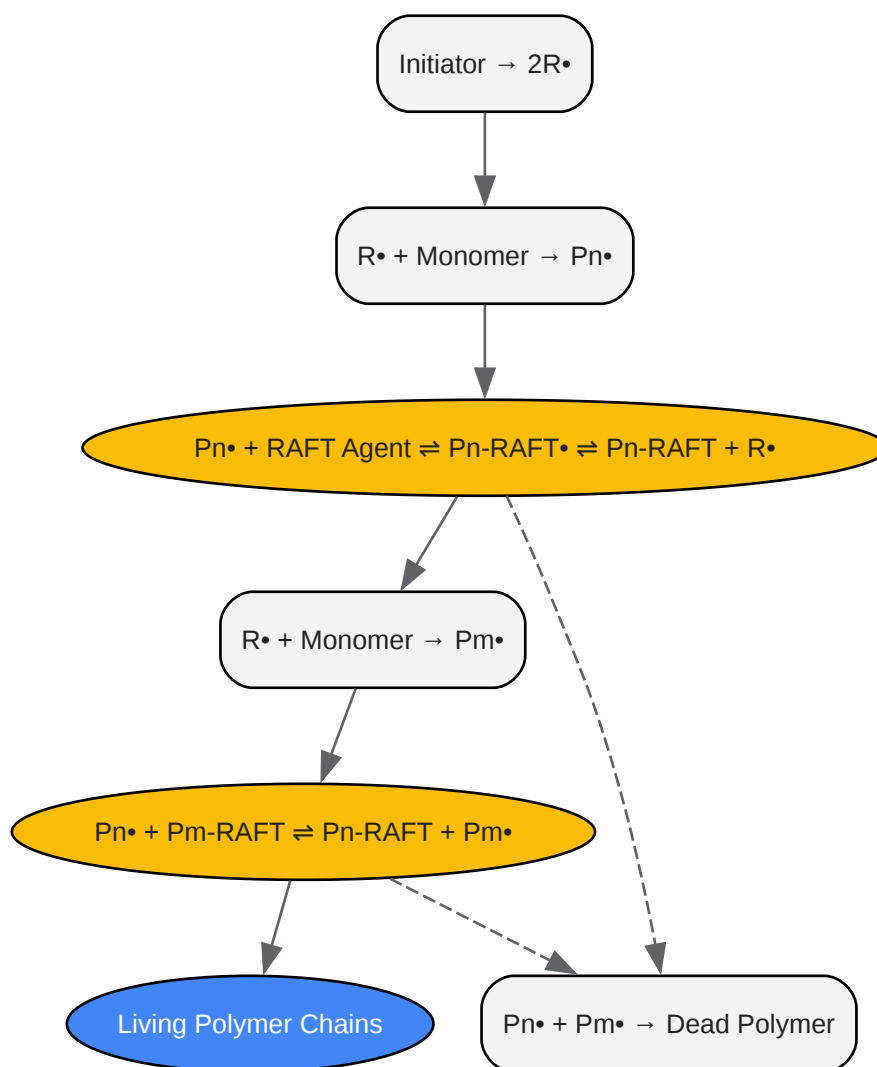 Initiator → 2R•
R• + Monomer → Pn•
Pn• + RAFT Agent ⇌ Pn-RAFT• ⇌ Pn-RAFT + R•
R• + Monomer → Pm•
Pn• + Pm-RAFT ⇌ Pn-RAFT + Pm•
Living Polymer Chains
Pn• + Pm• → Dead Polymer